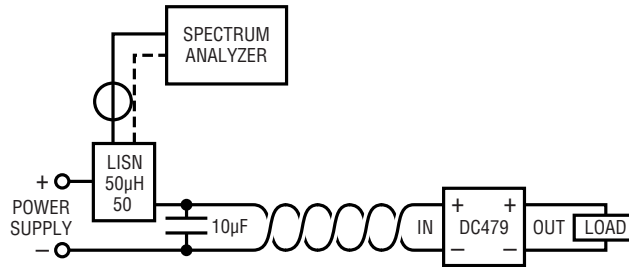 SPECTRUM
ANALYZER
LISN
50µH
50
+
POWER
SUPPLY
–
10µF
IN
+ +
DC479
– –
OUT
LOAD